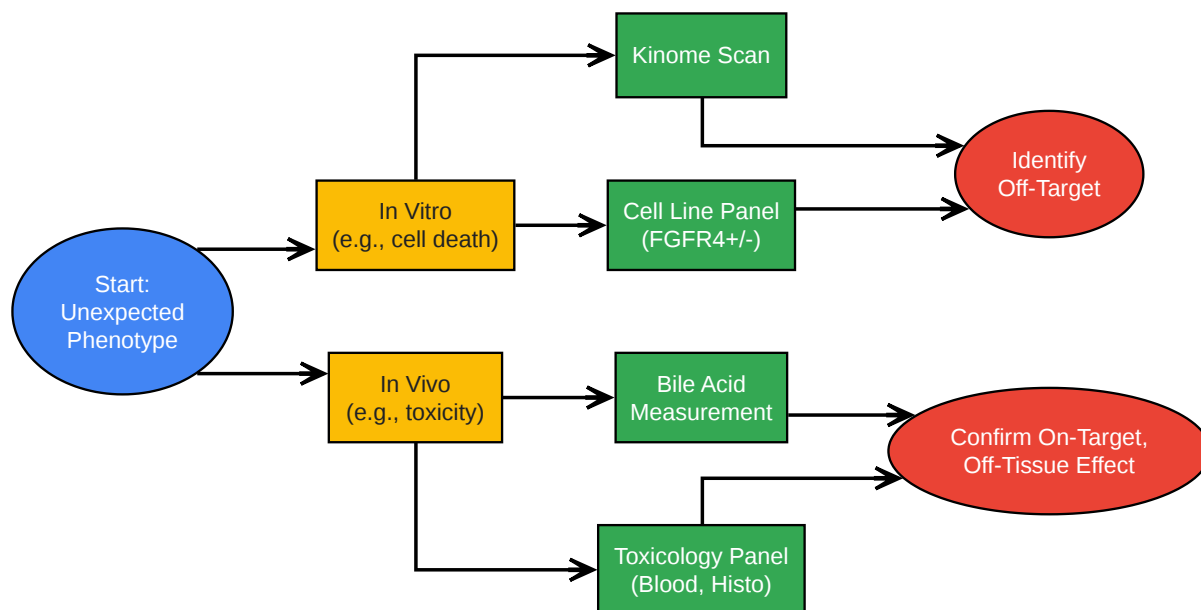 Start:
Unexpected
Phenotype
In Vitro
(e.g., cell death)
Kinome Scan
Cell Line Panel
(FGFR4+/-)
Identify
Off-Target
In Vivo
(e.g., toxicity)
Bile Acid
Measurement
Toxicology Panel
(Blood, Histo)
Confirm On-Target,
Off-Tissue Effect